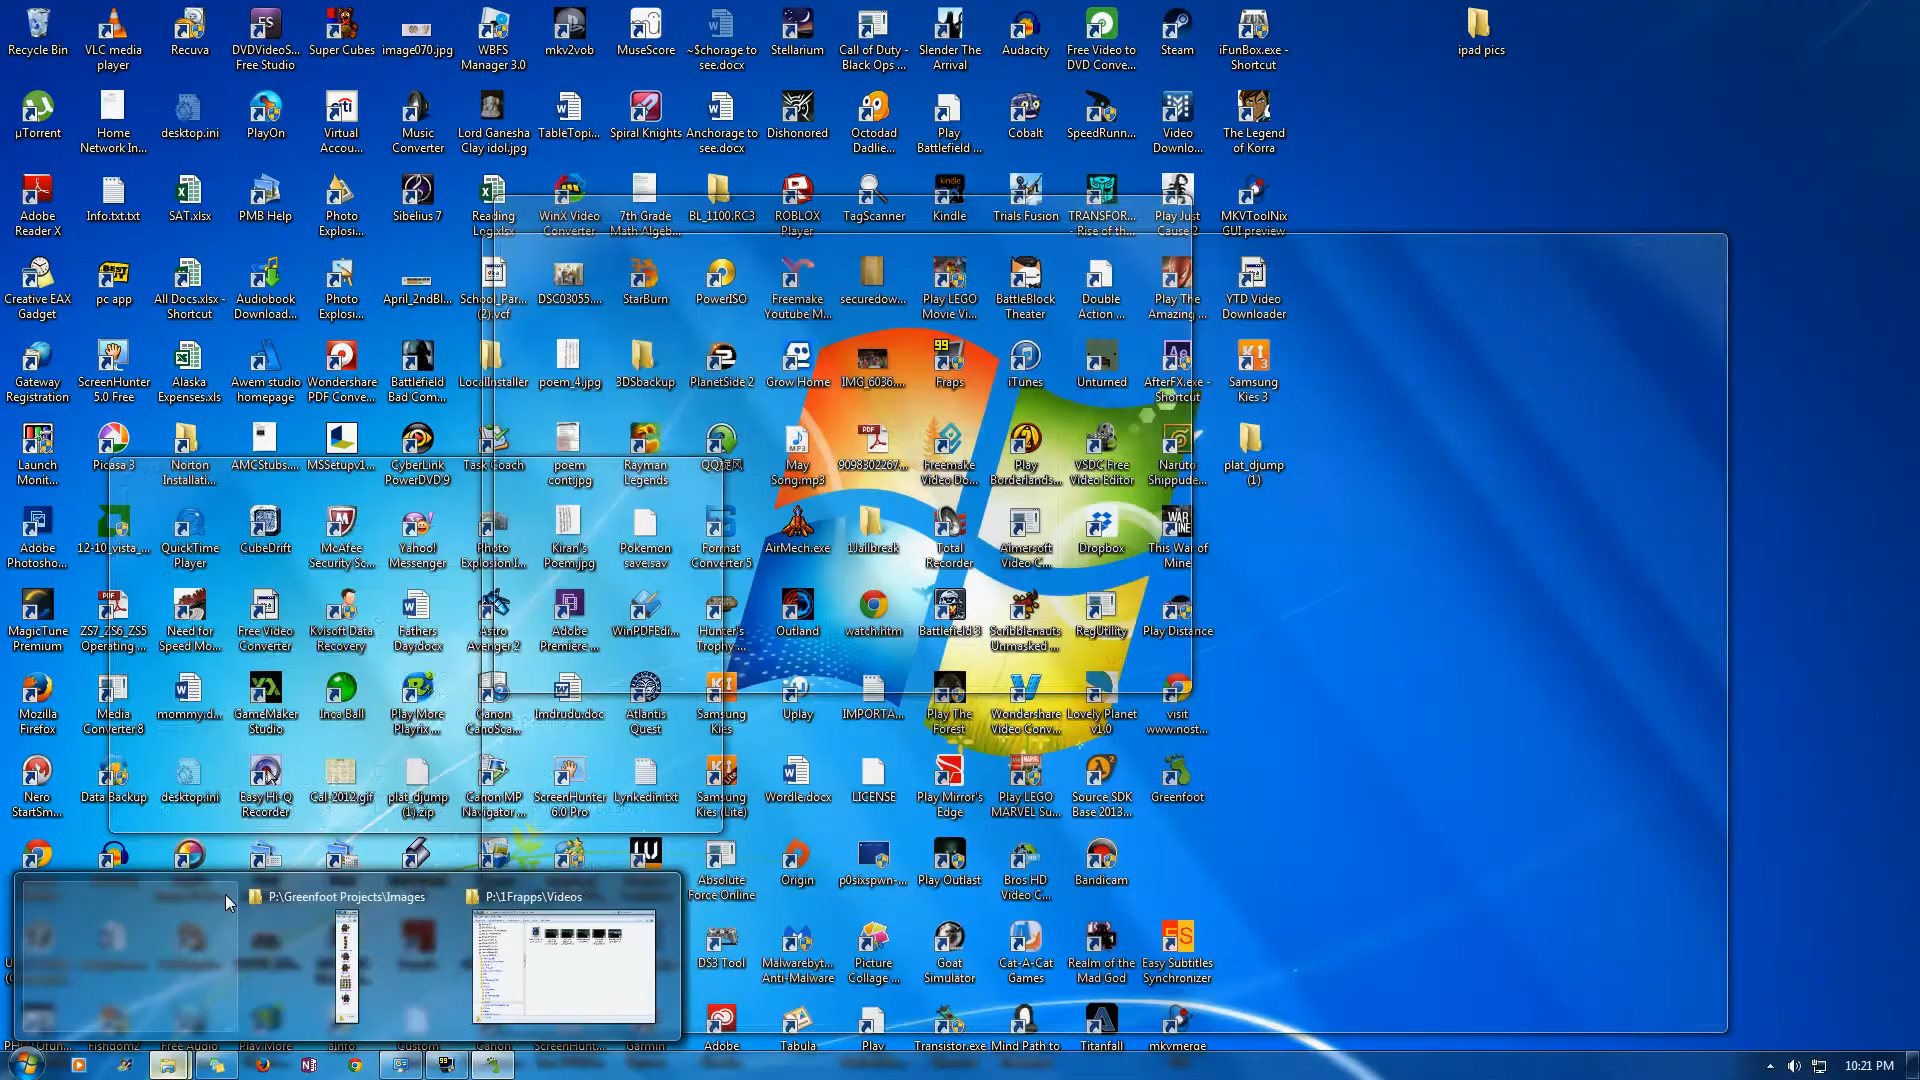 Recycle Bin
VLC media
player
Recuva
DVDVideoS...
Free Studio
Super Cubes
image070.jpg
WBFS
Manager 3.0
mkv2vob
MuseScore
~$chorage to
see.docx
Stellarium
Call of Duty -
Black Ops ...
Slender The
Arrival
Audacity
Free Video to
DVD Conve...
Steam
iFunBox.exe -
Shortcut
ipad pics
µTorrent
Home
Network In...
desktop.ini
PlayOn
Virtual
Accou...
Music
Converter
Lord Ganesha
Clay idol.jpg
TableTopi...
Spiral Knights
Anchorage to
see.docx
Dishonored
Octodad
Dadlie...
Play
Battlefield ...
Cobalt
SpeedRunn...
Video
Downlo...
The Legend
of Korra
Adobe
Reader X
Info.txt.txt
SAT.xlsx
PMB Help
Photo
Explosi...
Sibelius 7
Reading
Log.xlsx
WinX Video
Converter
7th Grade
Math Algeb...
BL_1100.RC3
ROBLOX
Player
TagScanner
Kindle
Trials Fusion
TRANSFOR...
- Rise of th...
Play Just
Cause 2
MKVToolNix
GUI preview
Creative EAX
Gadget
pc app
All Docs.xlsx -
Shortcut
Audiobook
Download...
Photo
Explosi...
April_2ndBl...
School_Par...
(2).vcf
DSC03055....
StarBurn
PowerISO
Freemake
Youtube M...
securedow...
Play LEGO
Movie Vi...
BattleBlock
Theater
Double
Action ...
Play The
Amazing ...
YTD Video
Downloader
Gateway
Registration
ScreenHunter
5.0 Free
Alaska
Expenses.xls
Awem studio
homepage
Wondershare
PDF Conve...
Battlefield
Bad Com...
LocalInstaller
poem_4.jpg
3DSbackup
PlanetSide 2
Grow Home
IMG_6036....
Fraps
iTunes
Unturned
AfterFX.exe -
Shortcut
Samsung
Kies 3
Launch
Monit...
Picasa 3
Norton
Installati...
AMCStubs....
MSSetupv1...
CyberLink
PowerDVD 9
Task Coach
poem
cont.jpg
Rayman
Legends
QQ旋风
May
Song.mp3
9098302267...
Freemake
Video Do...
Play
Borderlands...
VSDC Free
Video Editor
Naruto
Shippude...
plat_djump
(1)
Adobe
Photosho...
12-10_vista_...
QuickTime
Player
CubeDrift
McAfee
Security Sc...
Yahoo!
Messenger
Photo
Explosion I...
Kiran's
Poem.jpg
Pokemon
save.sav
Format
Converter 5
AirMech.exe
1Jailbreak
Total
Recorder
Aimersoft
Video C...
Dropbox
This War of
Mine
MagicTune
Premium
ZS7_ZS6_ZS5
Operating ...
Need for
Speed Mo...
Free Video
Converter
Kvisoft Data
Recovery
Fathers
Day.docx
Astro
Avenger 2
Adobe
Premiere ...
WinPDFEdi...
Hunter's
Trophy ...
Outland
watch.htm
Battlefield 3
Scribblenauts
Unmasked ...
RegUtility
Play Distance
Mozilla
Firefox
Media
Converter 8
mommy.d...
GameMaker
Studio
Inca Ball
Play More
Playrix...
Canon
CanoSca...
Imdrudu.doc
Atlantis
Quest
Samsung
Kies
Uplay
IMPORTA...
Play The
Forest
Wondershare
Video Conv...
Lovely Planet
v1.0
visit
www.nost...
Nero
StartSm...
Data Backup
desktop.ini
Easy Hi-Q
Recorder
Cal-2012.gif
plat_djump
(1).zip
Canon MP
Navigator ...
ScreenHunter
6.0 Pro
Lynkedin.txt
Samsung
Kies (Lite)
Wordle.docx
LICENSE
Play Mirror's
Edge
Play LEGO
MARVEL Su...
Source SDK
Base 2013...
Greenfoot
Absolute
Force Online
Origin
p0sixspwn-...
Play Outlast
Bros HD
Video C...
Bandicam
P:\Greenfoot Projects\Images
P:\1Frapps\Videos
DS3 Tool
Malwarebyt...
Anti-Malware
Picture
Collage ...
Goat
Simulator
Cat-A-Cat
Games
Realm of the
Mad God
Easy Subtitles
Synchronizer
Adobe
Tabula
Play
Transistor.exe
Mind Path to
Titanfall
mkvmerge
10:21 PM